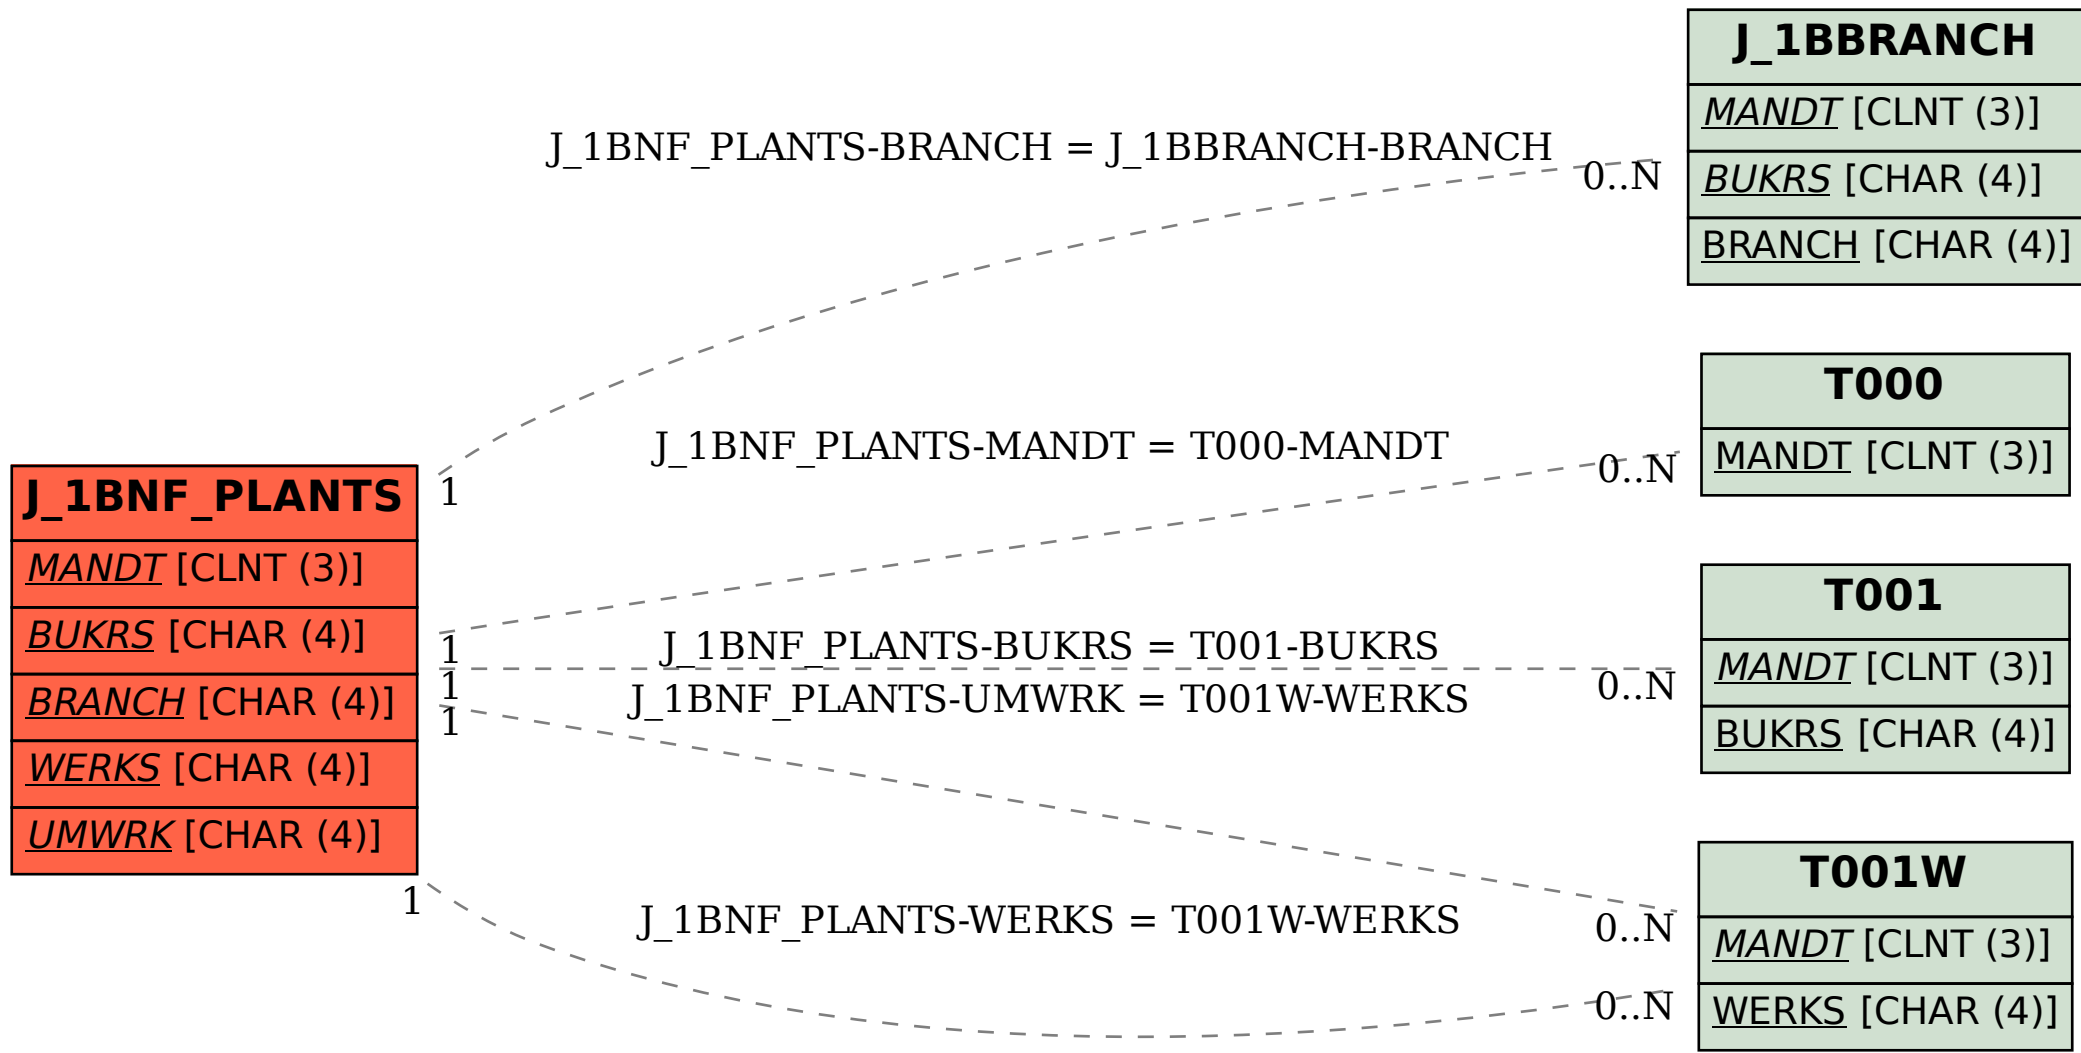 J_1BBRANCH
MANDT [CLNT (3)]
BUKRS [CHAR (4)]
BRANCH [CHAR (4)]
J_1BNF_PLANTS-BRANCH = J_1BBRANCH-BRANCH
0..N
1
T000
MANDT [CLNT (3)]
J_1BNF_PLANTS-MANDT = T000-MANDT
0..N
1
J_1BNF_PLANTS
MANDT [CLNT (3)]
BUKRS [CHAR (4)]
BRANCH [CHAR (4)]
WERKS [CHAR (4)]
UMWRK [CHAR (4)]
T001
MANDT [CLNT (3)]
BUKRS [CHAR (4)]
J_1BNF_PLANTS-BUKRS = T001-BUKRS
0..N
1
J_1BNF_PLANTS-UMWRK = T001W-WERKS
0..N
1
T001W
MANDT [CLNT (3)]
WERKS [CHAR (4)]
J_1BNF_PLANTS-WERKS = T001W-WERKS
0..N
1